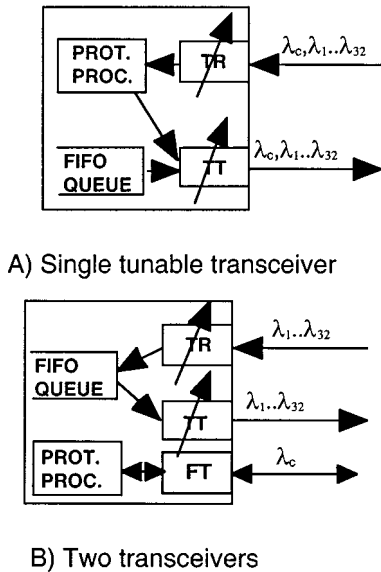 PROT. PROC.
TR
λc,λ1..λ32
FIFO QUEUE
TT
λc,λ1..λ32
A) Single tunable transceiver
TR
λ1..λ32
FIFO QUEUE
TT
λ1..λ32
PROT. PROC.
FT
λc
B) Two transceivers